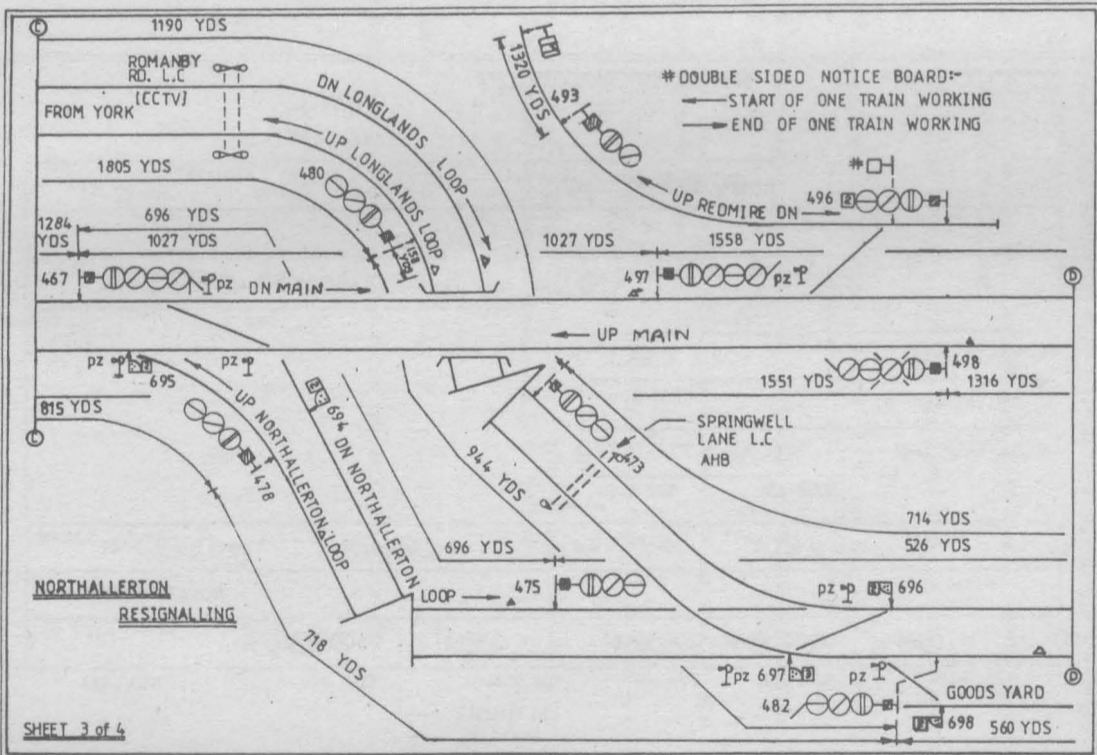 C
1190 YDS
ROMANBY
RD. L.C
[CCTV]
FROM YORK
DN LONGLANDS LOOP
UP LONGLANDS LOOP
1320 YDS
493
# DOUBLE SIDED NOTICE BOARD:-
START OF ONE TRAIN WORKING
END OF ONE TRAIN WORKING
#
496
2
UP REDMIRE DN
1805 YDS
480
1284
YDS
696 YDS
1027 YDS
1027 YDS
1558 YDS
467
pz
DN MAIN
497
pz
D
UP MAIN
pz
695
pz
498
1551 YDS
1316 YDS
815 YDS
C
UP NORTHALLERTON LOOP
478
2
694
DN NORTHALLERTON
944 YDS
473
SPRINGWELL
LANE L.C
AHB
714 YDS
526 YDS
696 YDS
NORTHALLERTON
RESIGNALLING
LOOP
475
pz
696
718 YDS
pz
697
pz
D
482
GOODS YARD
2
698
560 YDS
SHEET 3 of 4